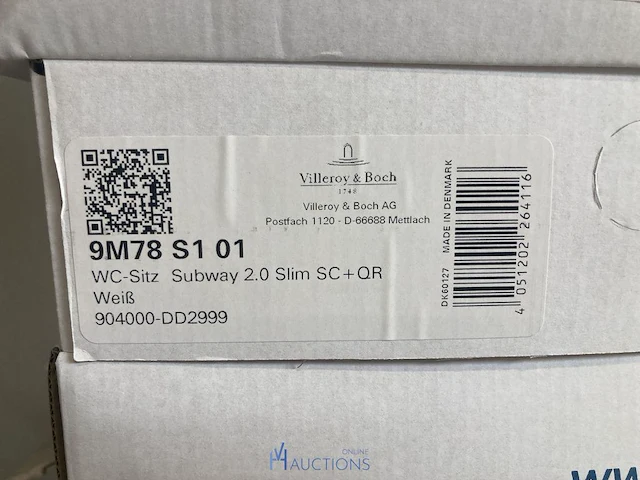 Villeroy & Boch
1748
Villeroy & Boch AG
Postfach 1120 - D-66688 Mettlach
9M78 S1 01
WC-Sitz Subway 2.0 Slim SC+QR
Weiß
904000-DD2999
DK60127 MADE IN DENMARK
4 051202 264116
ONLINE
AUCTIONS